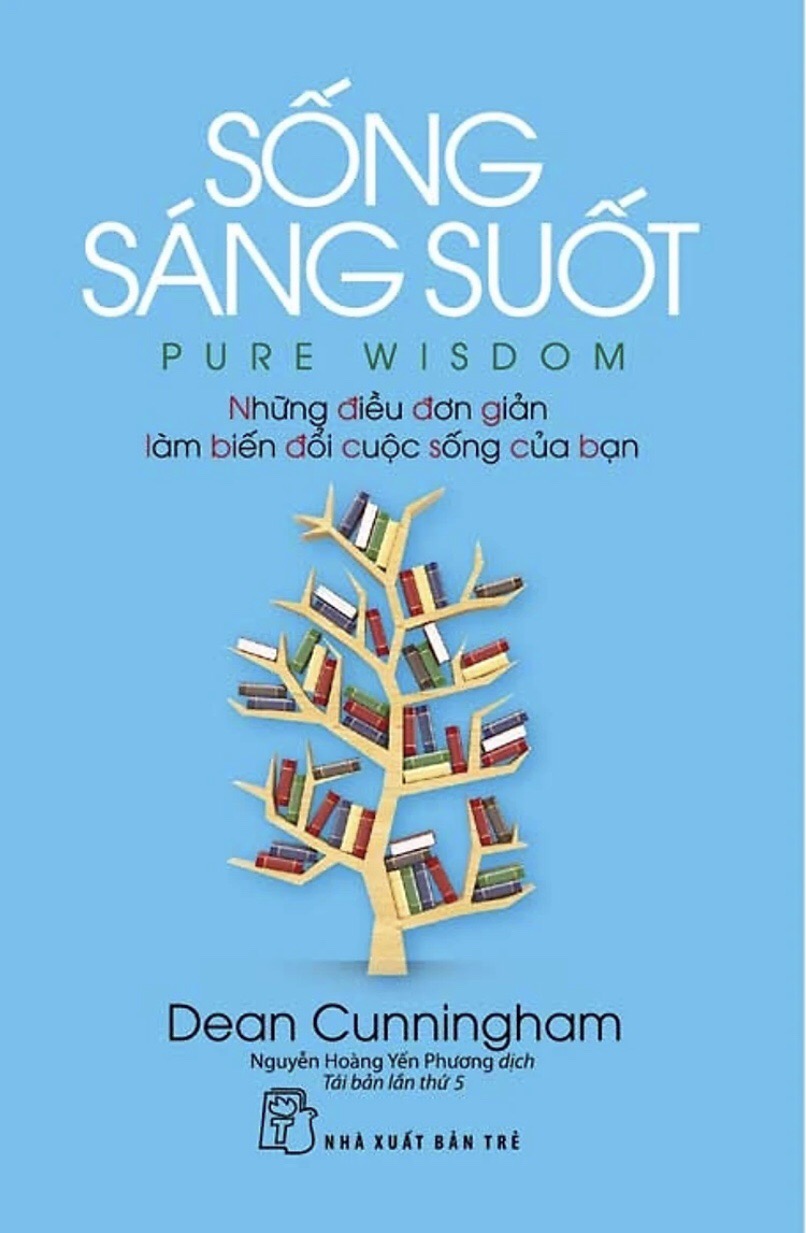 SỐNG
SÁNG SUỐT
PURE WISDOM
Những điều đơn giản
làm biến đổi cuộc sống của bạn
Dean Cunningham
Nguyễn Hoàng Yến Phương dịch
Tái bản lần thứ 5
T
NHÀ XUẤT BẢN TRẺ